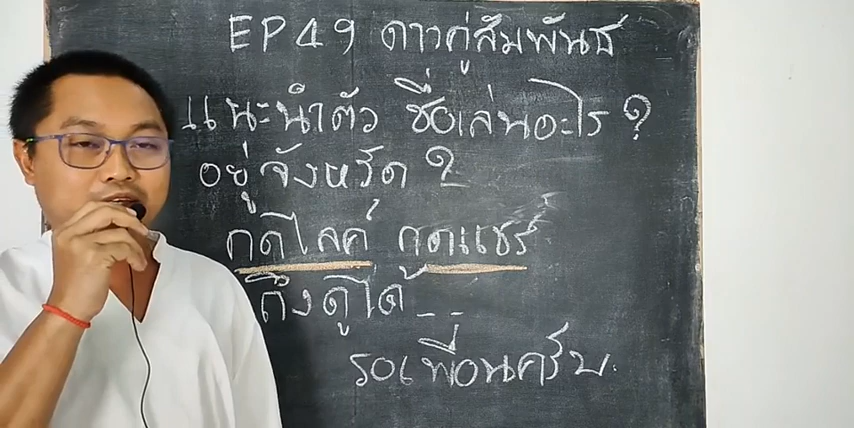 EP49 ดาวคู่สัมพันธ์
แนะนำตัว ชื่อเล่นอะไร ?
อยู่จังหวัด ?
กดไลค์ กดแชร์
ถึงดูได้...
รอเพื่อนครับ.